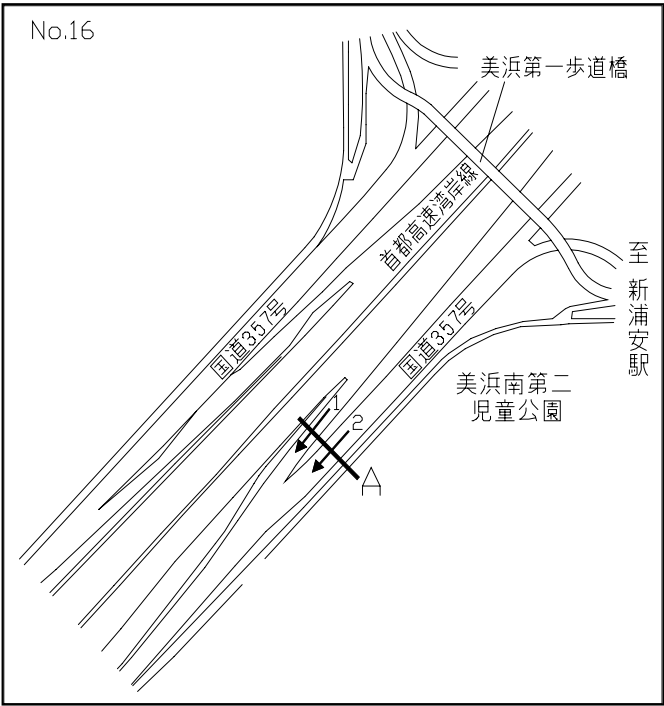 No.16
美浜第一歩道橋
首都高速湾岸線
至新浦安駅
国道357号
国道357号
美浜南第二
児童公園
1
2
A